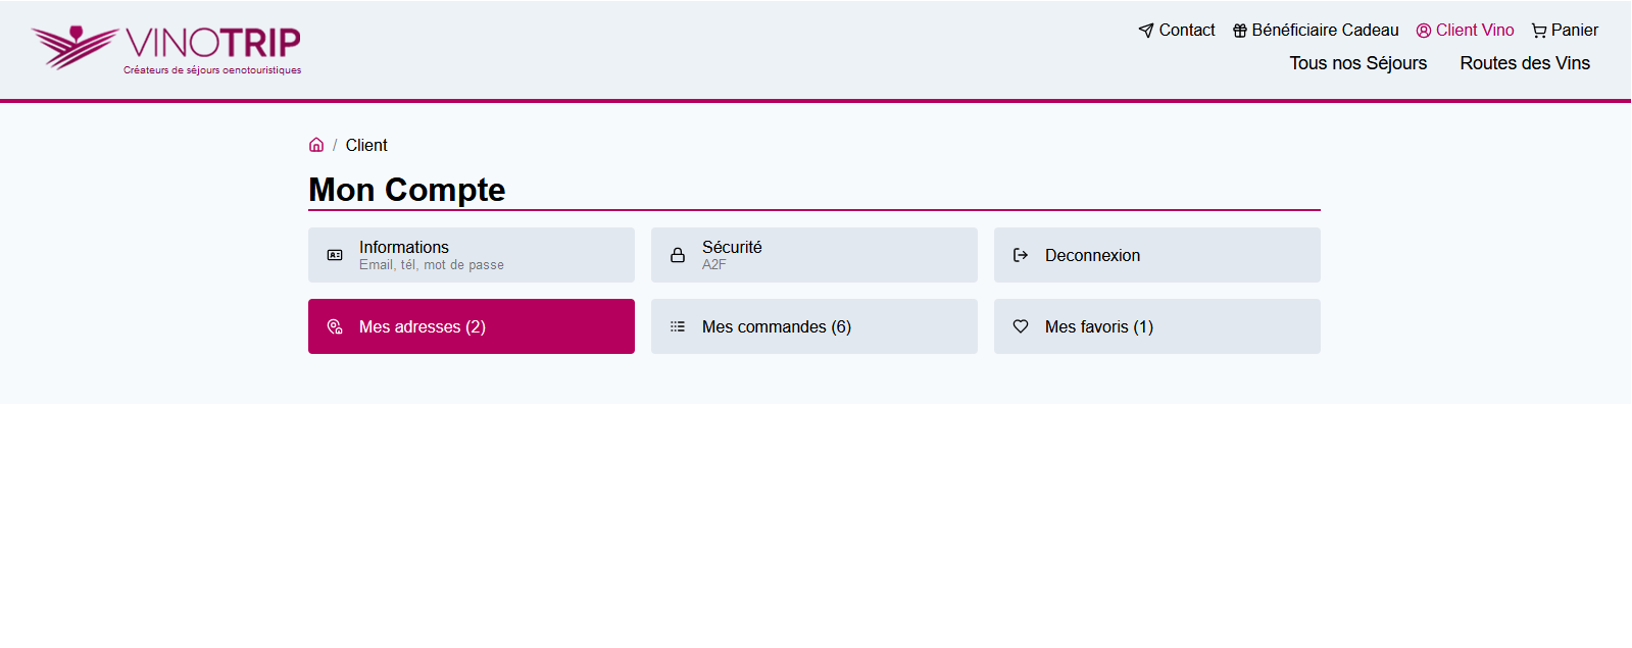 VINOTRIP
Créateurs de séjours oenotouristiques
Contact Bénéficiaire Cadeau Client Vino Panier
Tous nos Séjours Routes des Vins
/ Client
Mon Compte
Informations
Email, tél, mot de passe
Sécurité
A2F
Deconnexion
Mes adresses (2)
Mes commandes (6)
Mes favoris (1)